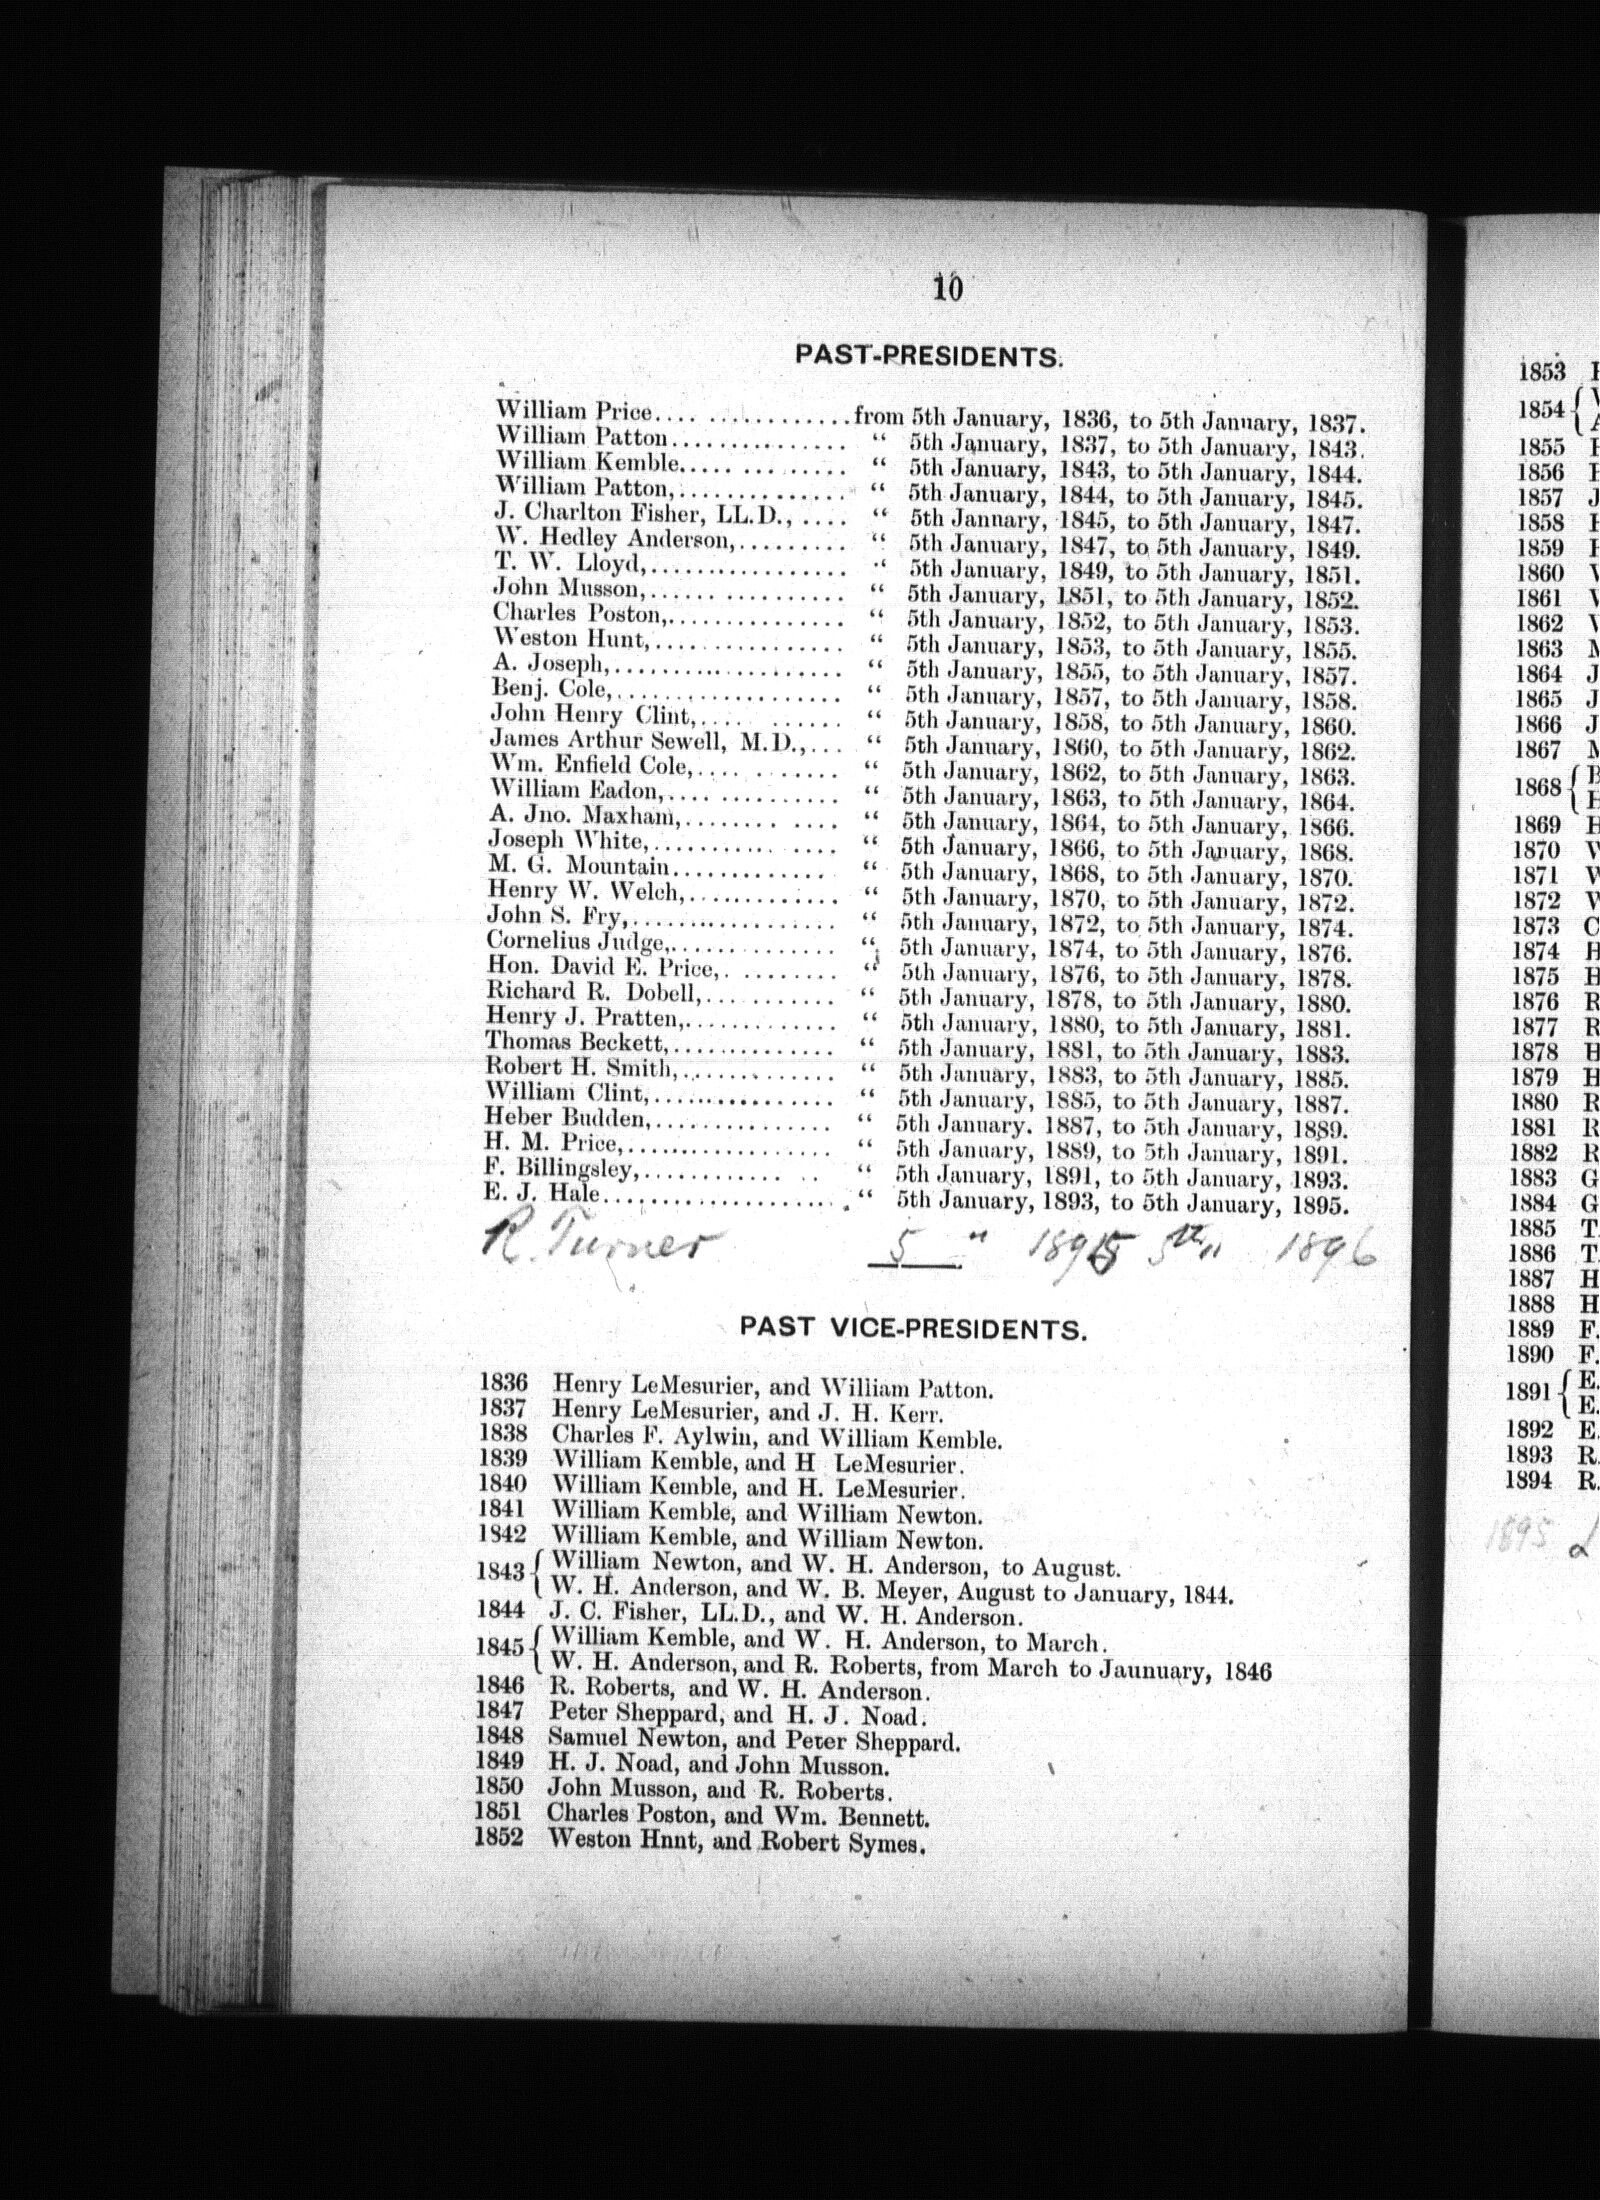 10
PAST-PRESIDENTS.
William Price.... ..............from 5th January, 1836, to 5th January, 1837.
William Patton............... “ 5th January, 1837, to 5th January, 1843.
William Kemble..... ... ..... “ 5th January, 1843, to 5th January, 1844.
William Patton,............... “ 5th January, 1844, to 5th January, 1845.
J. Charlton Fisher, LL.D., .... “ 5th January, 1845, to 5th January, 1847.
W. Hedley Anderson,......... “ 5th January, 1847, to 5th January, 1849.
T. W. Lloyd,................. “ 5th January, 1849, to 5th January, 1851.
John Musson,................. “ 5th January, 1851, to 5th January, 1852.
Charles Poston,............... “ 5th January, 1852, to 5th January, 1853.
Weston Hunt,................. “ 5th January, 1853, to 5th January, 1855.
A. Joseph,.................... “ 5th January, 1855, to 5th January, 1857.
Benj. Cole,................... “ 5th January, 1857, to 5th January, 1858.
John Henry Clint,.... ...... “ 5th January, 1858, to 5th January, 1860.
James Arthur Sewell, M.D.,... “ 5th January, 1860, to 5th January, 1862.
Wm. Enfield Cole,.... . ..... “ 5th January, 1862, to 5th January, 1863.
William Eadon,.... .......... “ 5th January, 1863, to 5th January, 1864.
A. Jno. Maxham,........ .... “ 5th January, 1864, to 5th January, 1866.
Joseph White,........... .... “ 5th January, 1866, to 5th January, 1868.
M. G. Mountain............. “ 5th January, 1868, to 5th January, 1870.
Henry W. Welch,............. “ 5th January, 1870, to 5th January, 1872.
John S. Fry,.................. “ 5th January, 1872, to 5th January, 1874.
Cornelius Judge,.............. “ 5th January, 1874, to 5th January, 1876.
Hon. David E. Price,. ......... “ 5th January, 1876, to 5th January, 1878.
Richard R. Dobell,........... “ 5th January, 1878, to 5th January, 1880.
Henry J. Pratten,............. “ 5th January, 1880, to 5th January, 1881.
Thomas Beckett,.............. “ 5th January, 1881, to 5th January, 1883.
Robert H. Smith,............. “ 5th January, 1883, to 5th January, 1885.
William Clint,................ “ 5th January, 1885, to 5th January, 1887.
Heber Budden,............... “ 5th January. 1887, to 5th January, 1889.
H. M. Price,.................. “ 5th January, 1889, to 5th January, 1891.
F. Billingsley,............ .. “ 5th January, 1891, to 5th January, 1893.
E. J. Hale..................... “ 5th January, 1893, to 5th January, 1895.
R. Turner 5 " 1895 5th " 1896
PAST VICE-PRESIDENTS.
1836 Henry LeMesurier, and William Patton.
1837 Henry LeMesurier, and J. H. Kerr.
1838 Charles F. Aylwin, and William Kemble.
1839 William Kemble, and H LeMesurier.
1840 William Kemble, and H. LeMesurier.
1841 William Kemble, and William Newton.
1842 William Kemble, and William Newton.
1843 { William Newton, and W. H. Anderson, to August.
W. H. Anderson, and W. B. Meyer, August to January, 1844.
1844 J. C. Fisher, LL.D., and W. H. Anderson.
1845 { William Kemble, and W. H. Anderson, to March.
W. H. Anderson, and R. Roberts, from March to Jaunuary, 1846
1846 R. Roberts, and W. H. Anderson.
1847 Peter Sheppard, and H. J. Noad.
1848 Samuel Newton, and Peter Sheppard.
1849 H. J. Noad, and John Musson.
1850 John Musson, and R. Roberts.
1851 Charles Poston, and Wm. Bennett.
1852 Weston Hnnt, and Robert Symes.
1853
1854 {
1855
1856
1857 J
1858
1859
1860
1861
1862
1863
1864 J
1865 J
1866 J
1867
1868 {
1869 H
1870
1871
1872
1873 C
1874 H
1875 H
1876 R
1877 R
1878 H
1879 H
1880 R
1881 R
1882 R
1883 G
1884 G
1885 T.
1886 T.
1887 H
1888 H
1889 F.
1890 F.
1891 { E.
E.
1892 E.
1893 R.
1894 R.
1895